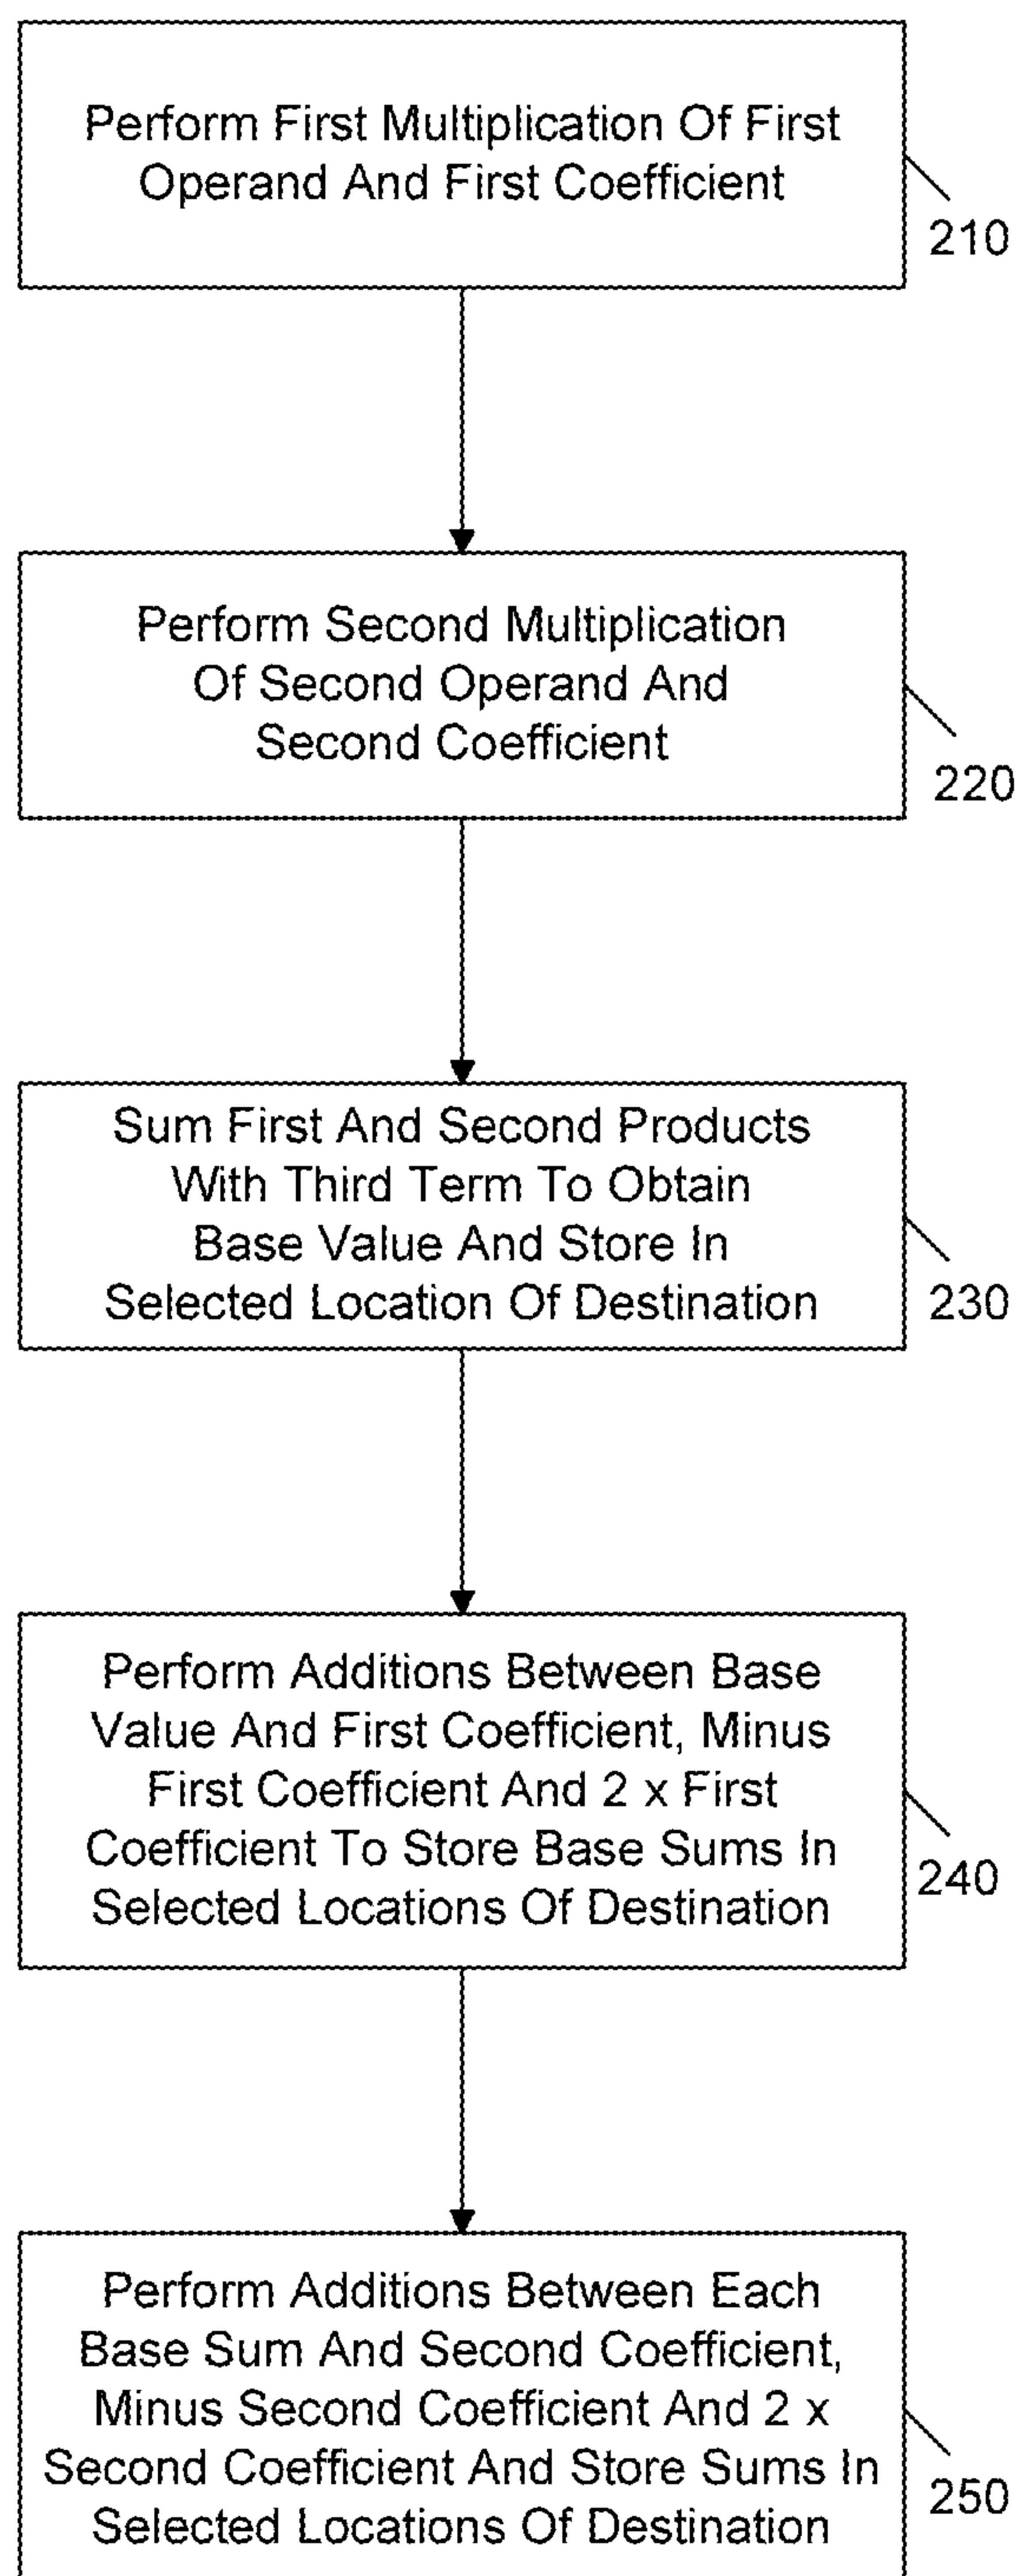 Perform First Multiplication Of First
Operand And First Coefficient
210
Perform Second Multiplication
Of Second Operand And
Second Coefficient
220
Sum First And Second Products
With Third Term To Obtain
Base Value And Store In
Selected Location Of Destination
230
Perform Additions Between Base
Value And First Coefficient, Minus
First Coefficient And 2 x First
Coefficient To Store Base Sums In
Selected Locations Of Destination
240
Perform Additions Between Each
Base Sum And Second Coefficient,
Minus Second Coefficient And 2 x
Second Coefficient And Store Sums In
Selected Locations Of Destination
250